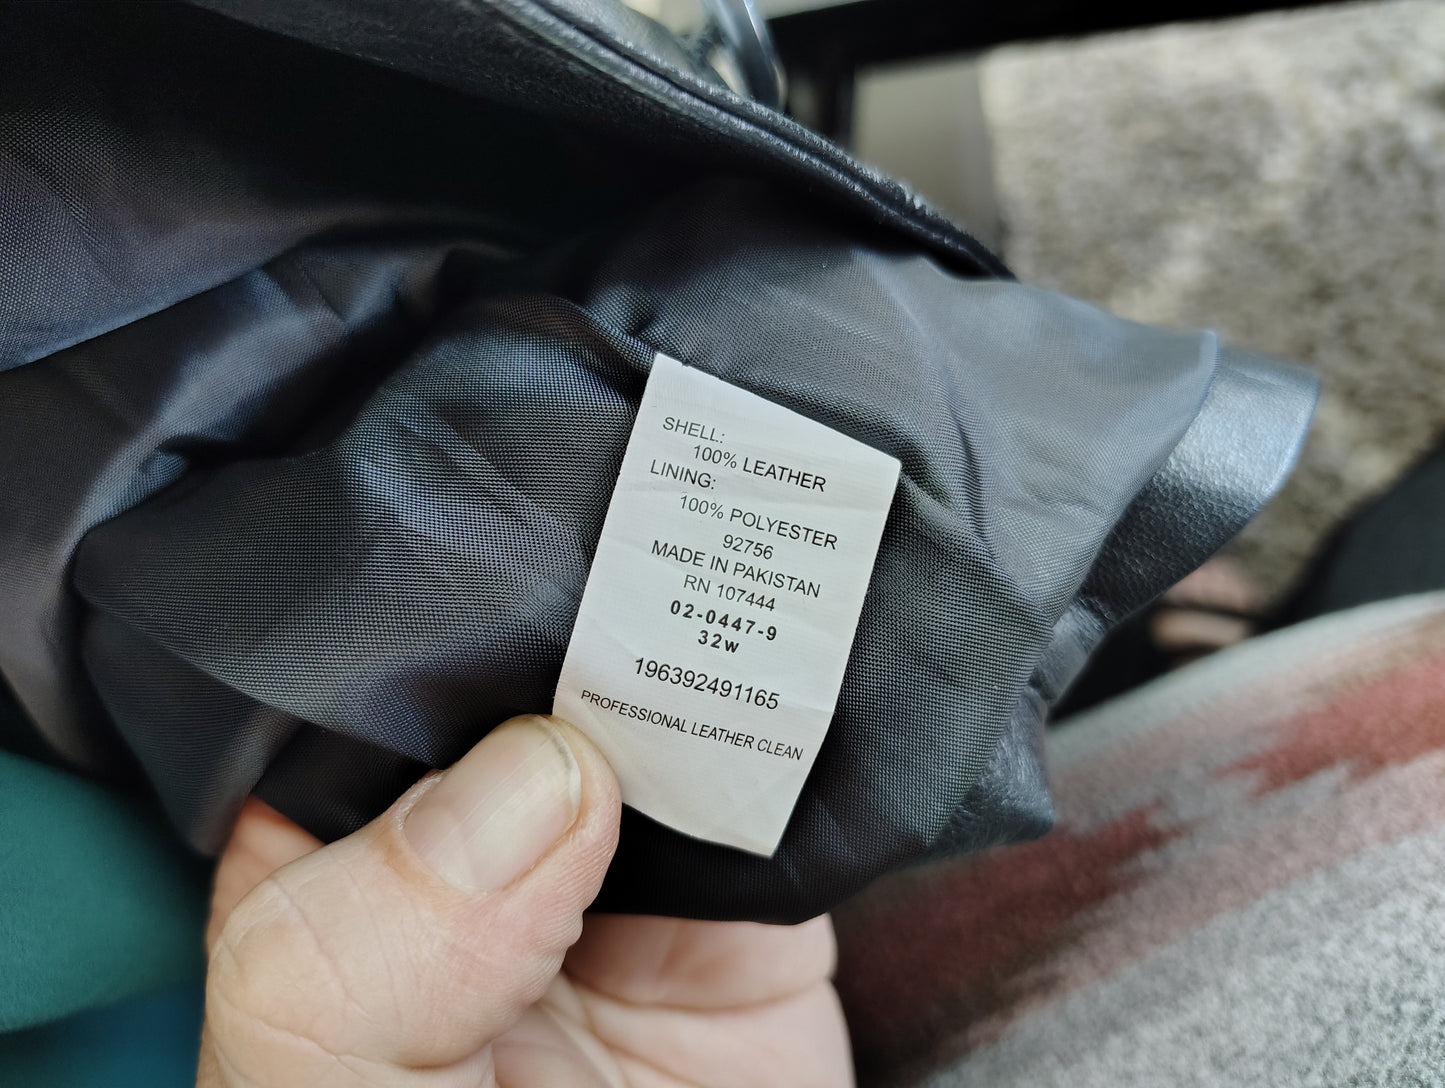 SHELL:
100% LEATHER
LINING:
100% POLYESTER
92756
MADE IN PAKISTAN
RN 107444
02-0447-9
32w
196392491165
PROFESSIONAL LEATHER CLEAN